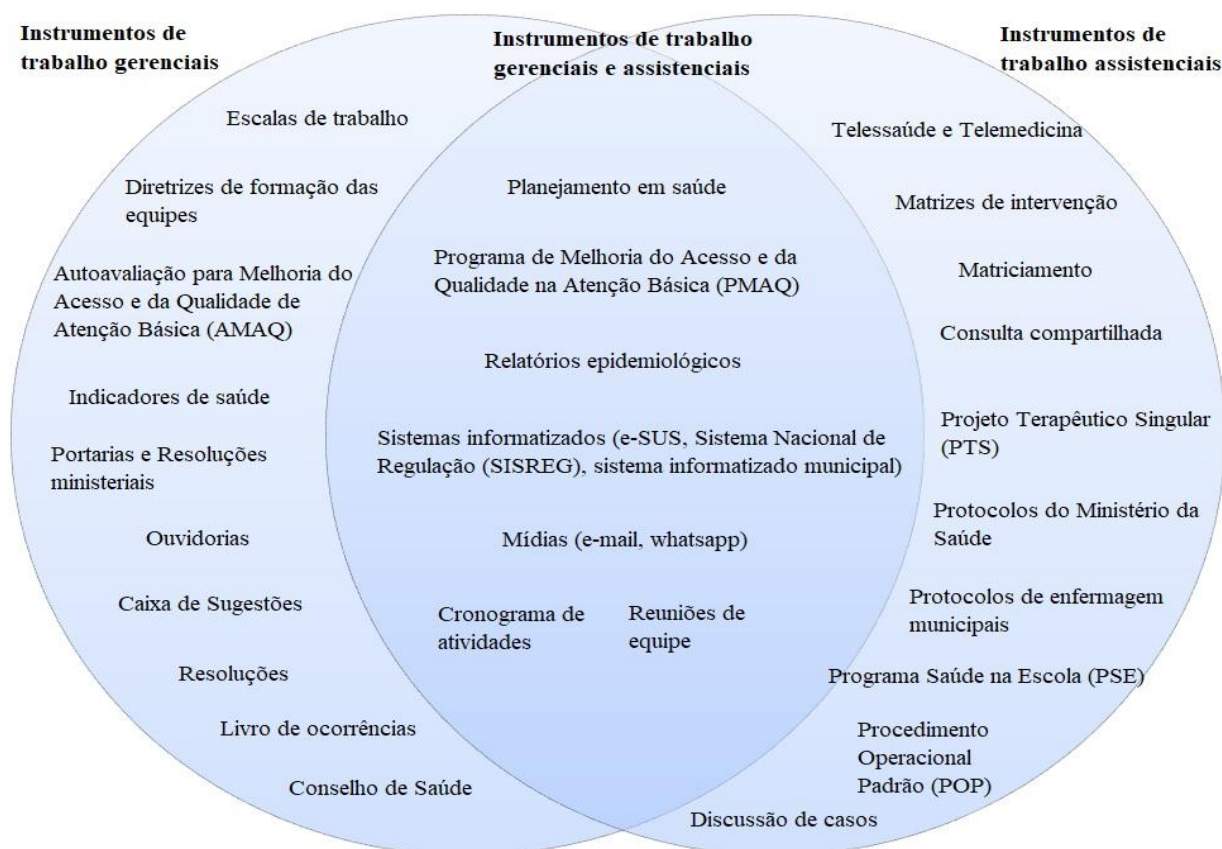 Instrumentos de
trabalho gerenciais
Escalas de trabalho
Diretrizes de formação das
equipes
Autoavaliação para Melhoria do
Acesso e da Qualidade de
Atenção Básica (AMAQ)
Indicadores de saúde
Portarias e Resoluções
ministeriais
Ouvidorias
Caixa de Sugestões
Resoluções
Livro de ocorrências
Conselho de Saúde
Instrumentos de trabalho
gerenciais e assistenciais
Planejamento em saúde
Programa de Melhoria do Acesso e da
Qualidade na Atenção Básica (PMAQ)
Relatórios epidemiológicos
Sistemas informatizados (e-SUS, Sistema Nacional de
Regulação (SISREG), sistema informatizado municipal)
Mídias (e-mail, whatsapp)
Cronograma de
atividades
Reuniões de
equipe
Instrumentos de
trabalho assistenciais
Telessaúde e Telemedicina
Matrizes de intervenção
Matriciamento
Consulta compartilhada
Projeto Terapêutico Singular
(PTS)
Protocolos do Ministério da
Saúde
Protocolos de enfermagem
municipais
Programa Saúde na Escola (PSE)
Procedimento
Operacional
Padrão (POP)
Discussão de casos